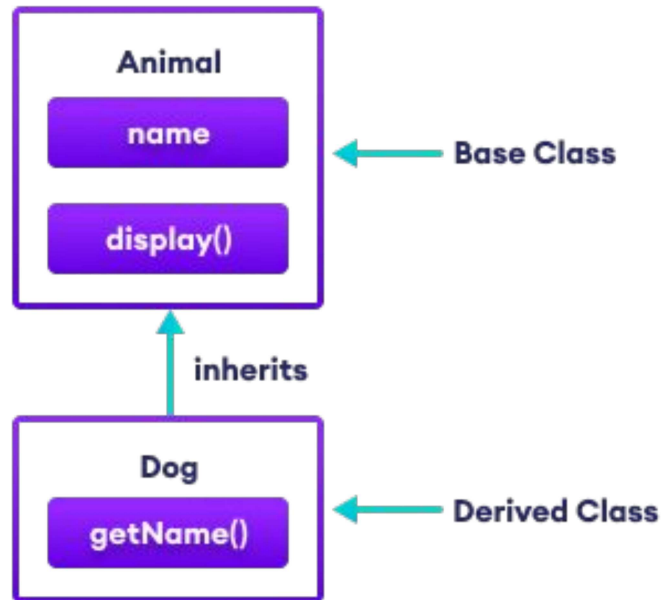 Animal
name
Base Class
display()
inherits
Dog
Derived Class
getName()